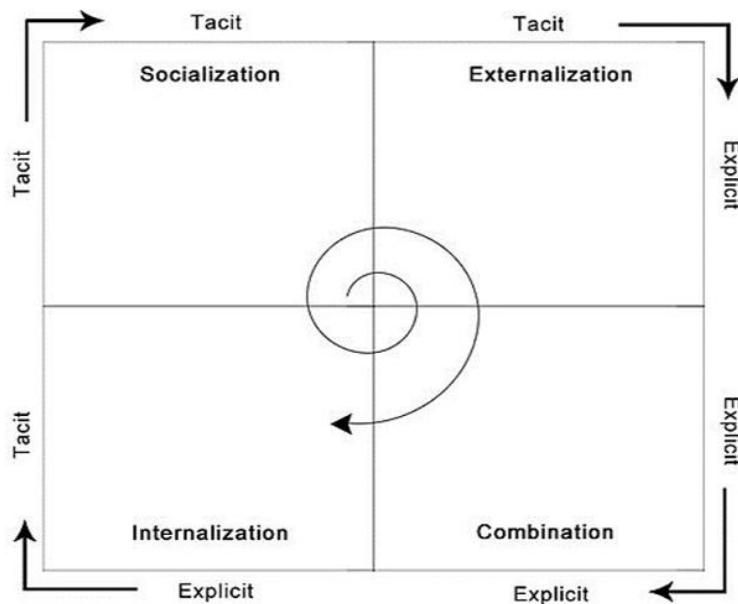 Tacit
Tacit
Socialization
Externalization
Tacit
Explicit
Tacit
Explicit
Internalization
Combination
Explicit
Explicit